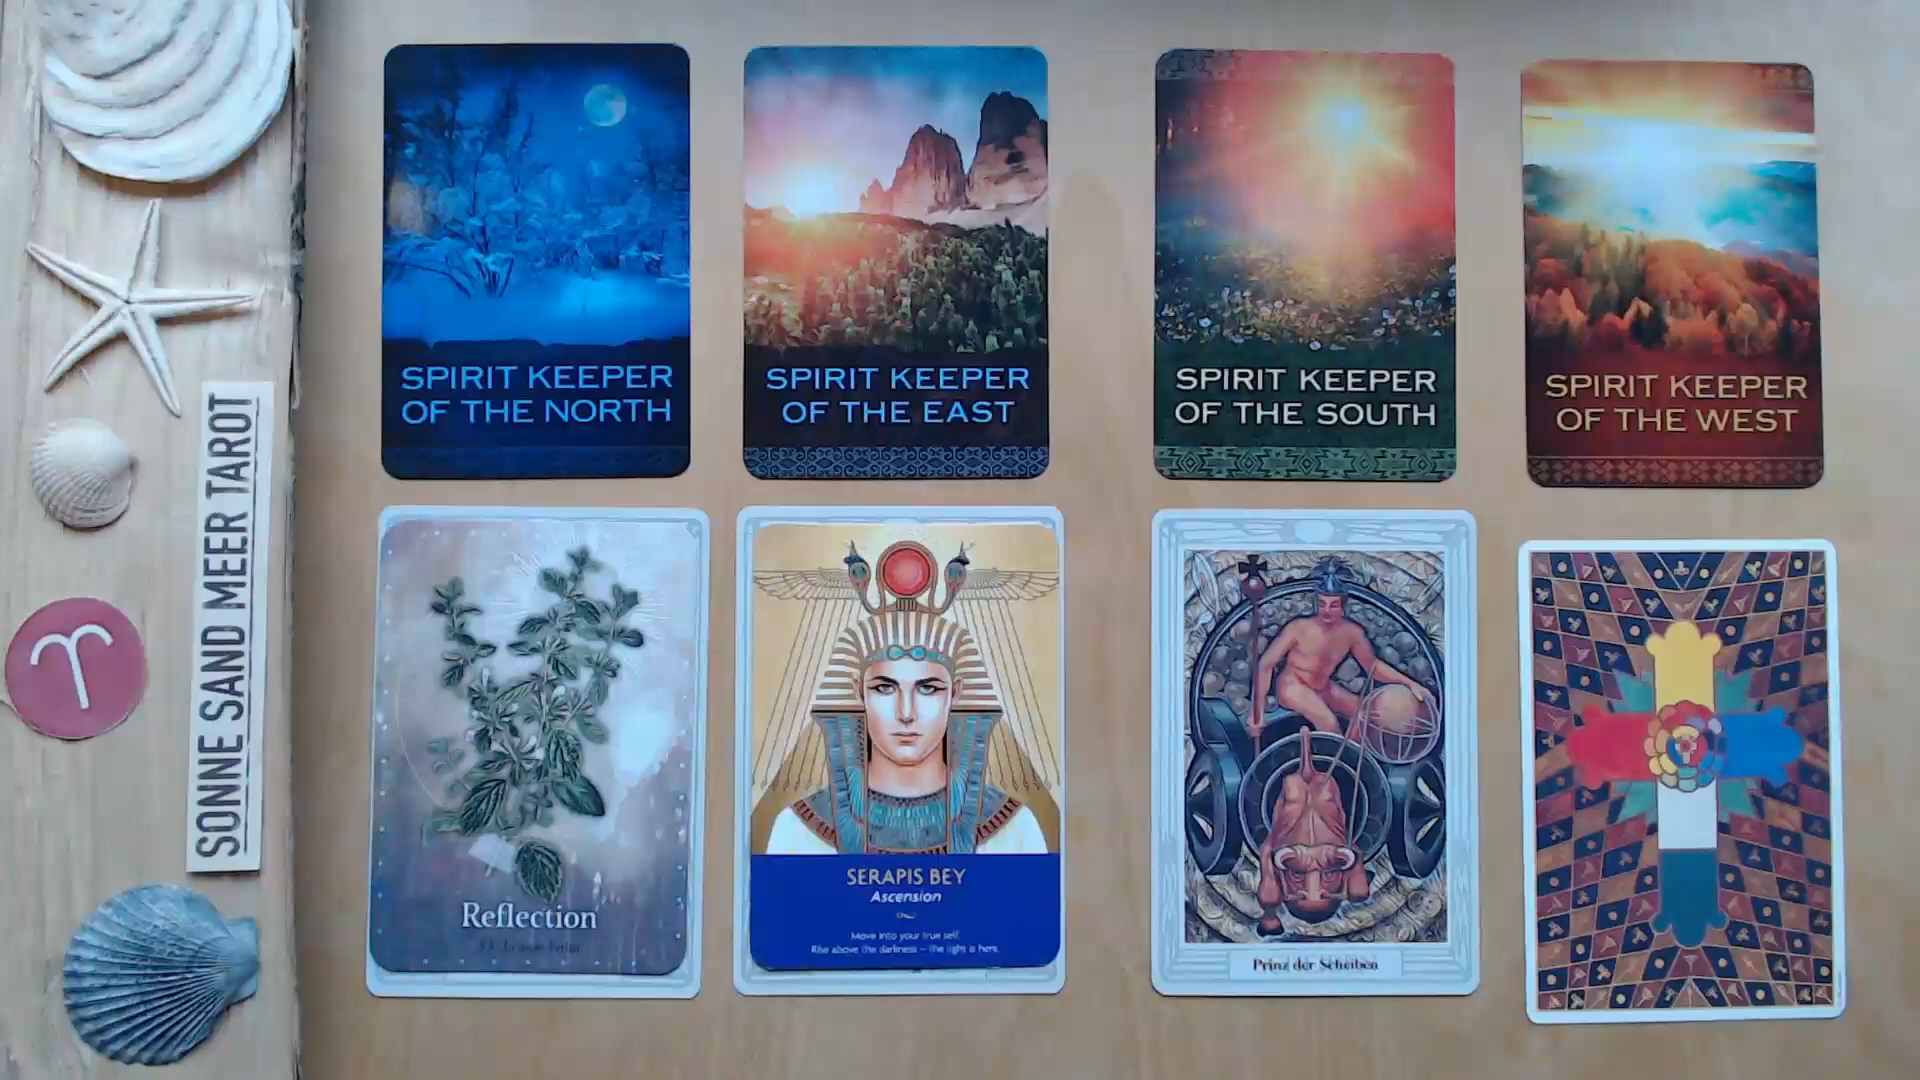 SONNE SAND MEER TAROT
SPIRIT KEEPER
OF THE NORTH
SPIRIT KEEPER
OF THE EAST
SPIRIT KEEPER
OF THE SOUTH
SPIRIT KEEPER
OF THE WEST
Reflection
SERAPIS BEY
Ascension
Move into your true self.
Rise above the darkness – the light is here.
Prinz der Scheiben